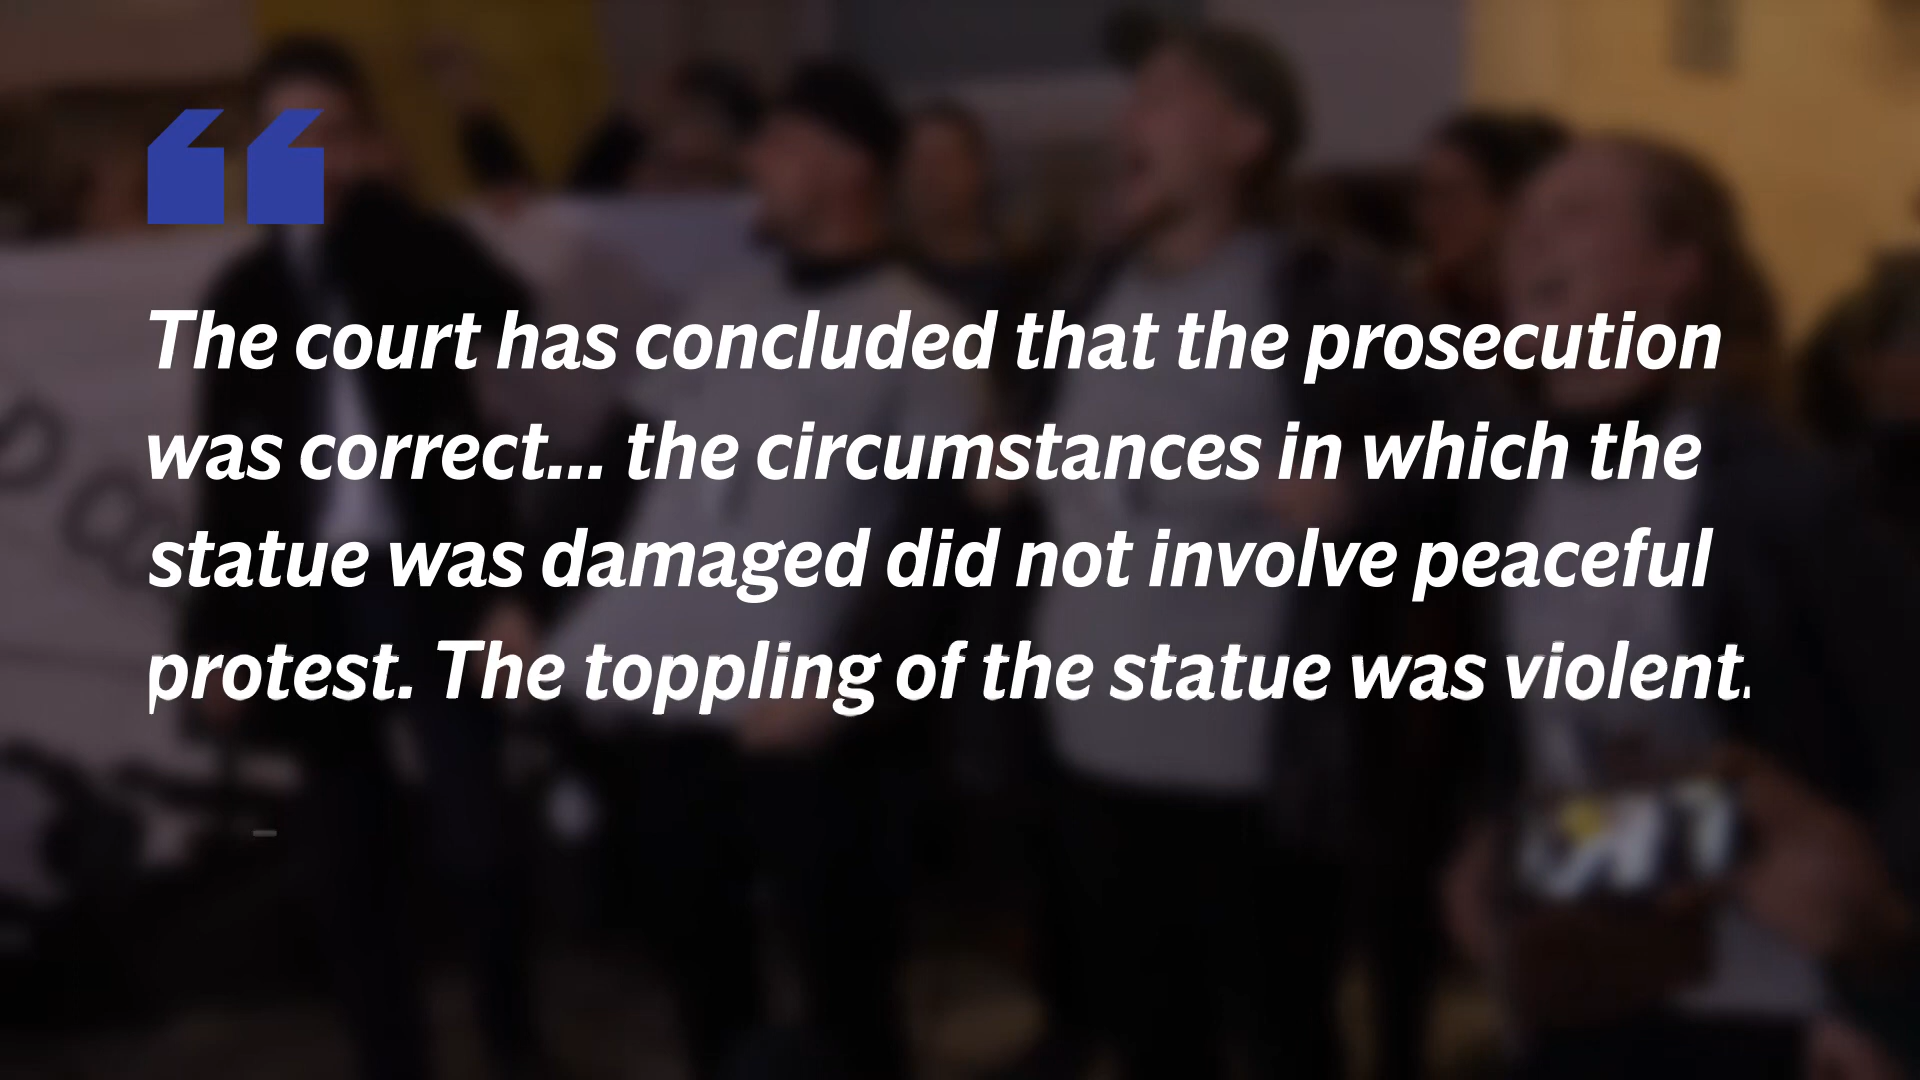 “
The court has concluded that the prosecution
was correct... the circumstances in which the
statue was damaged did not involve peaceful
protest. The toppling of the statue was violent.